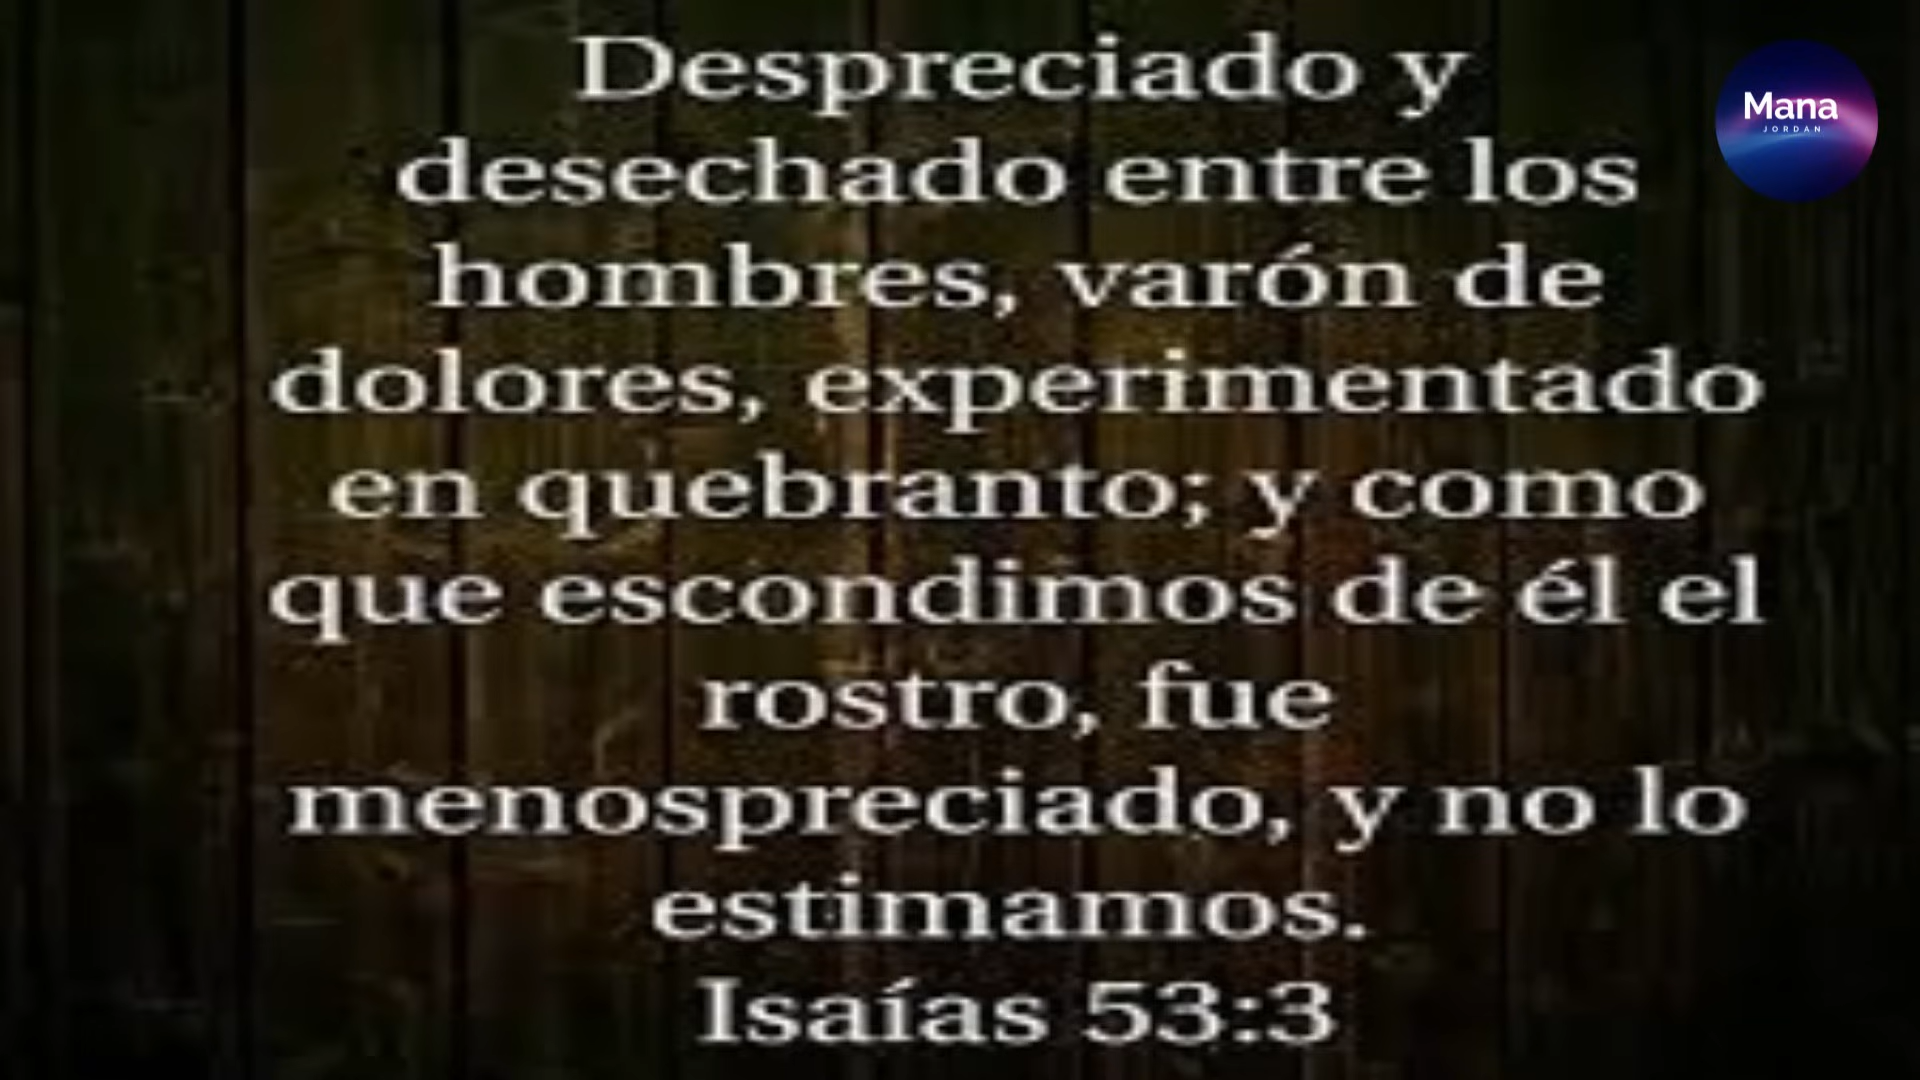 Despreciado y
desechado entre los
hombres, varón de
dolores, experimentado
en quebranto; y como
que escondimos de él el
rostro, fue
menospreciado, y no lo
estimamos.
Isaías 53:3
Mana
JORDAN